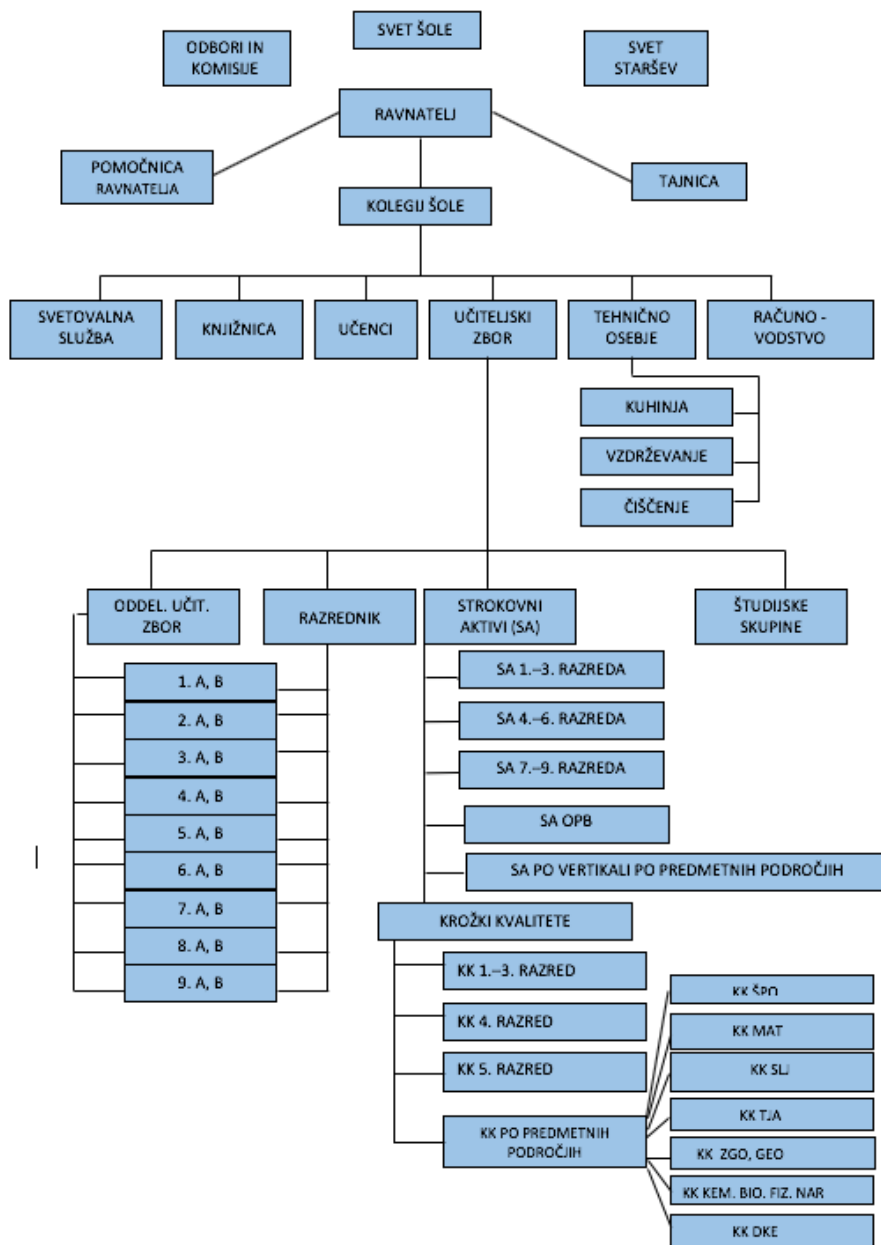 SVET ŠOLE
ODBORI IN
KOMISIJE
SVET
STARŠEV
RAVNATELJ
POMOČNICA
RAVNATELJA
TAJNICA
KOLEGIJ ŠOLE
SVETOVALNA
SLUŽBA
KNJIŽNICA
UČENCI
UČITELJSKI
ZBOR
TEHNIČNO
OSEBJE
RAČUNO -
VODSTVO
KUHINJA
VZDRŽEVANJE
ČIŠČENJE
ODDEL. UČIT.
ZBOR
RAZREDNIK
STROKOVNI
AKTIVI (SA)
ŠTUDIJSKE
SKUPINE
1. A, B
2. A, B
3. A, B
4. A, B
5. A, B
6. A, B
7. A, B
8. A, B
9. A, B
SA 1.–3. RAZREDA
SA 4.–6. RAZREDA
SA 7.–9. RAZREDA
SA OPB
SA PO VERTIKALI PO PREDMETNIH PODROČJIH
KROŽKI KVALITETE
KK 1.–3. RAZRED
KK 4. RAZRED
KK 5. RAZRED
KK PO PREDMETNIH
PODROČJIH
KK ŠPO
KK MAT
KK SLJ
KK TJA
KK ZGO, GEO
KK KEM. BIO. FIZ. NAR
KK DKE